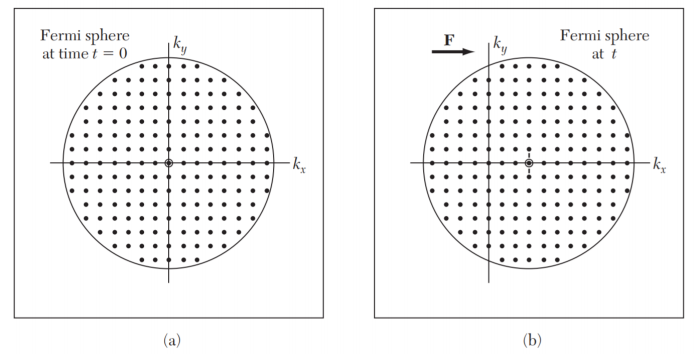 Fermi sphere
at time t = 0
k_y
k_x
(a)
F
k_y
Fermi sphere
at t
k_x
(b)